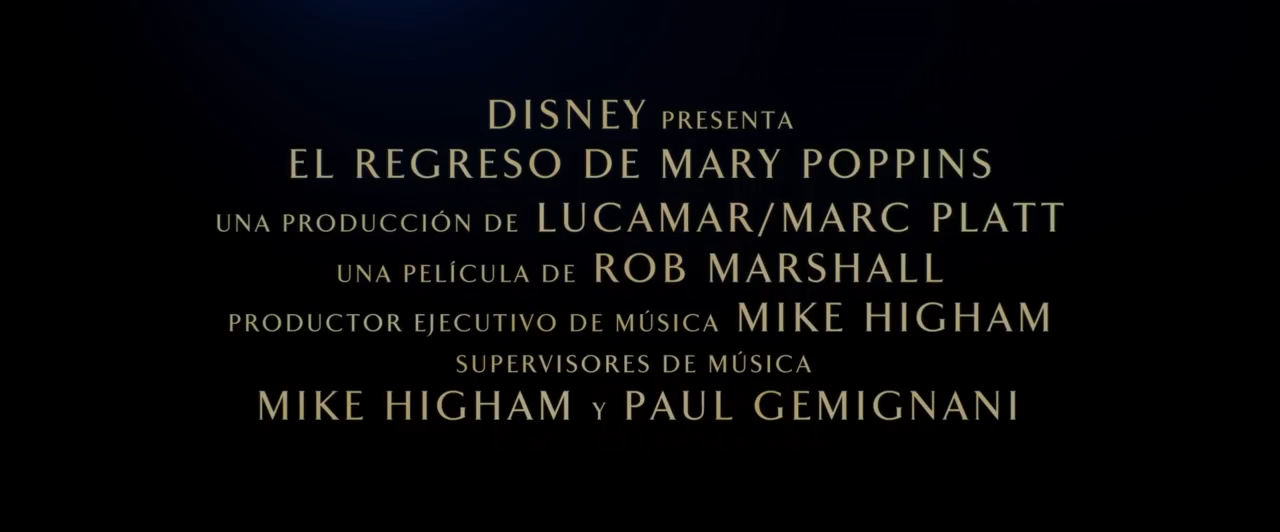 DISNEY PRESENTA
EL REGRESO DE MARY POPPINS
UNA PRODUCCIÓN DE LUCAMAR/MARC PLATT
UNA PELÍCULA DE ROB MARSHALL
PRODUCTOR EJECUTIVO DE MÚSICA MIKE HIGHAM
SUPERVISORES DE MÚSICA
MIKE HIGHAM Y PAUL GEMIGNANI